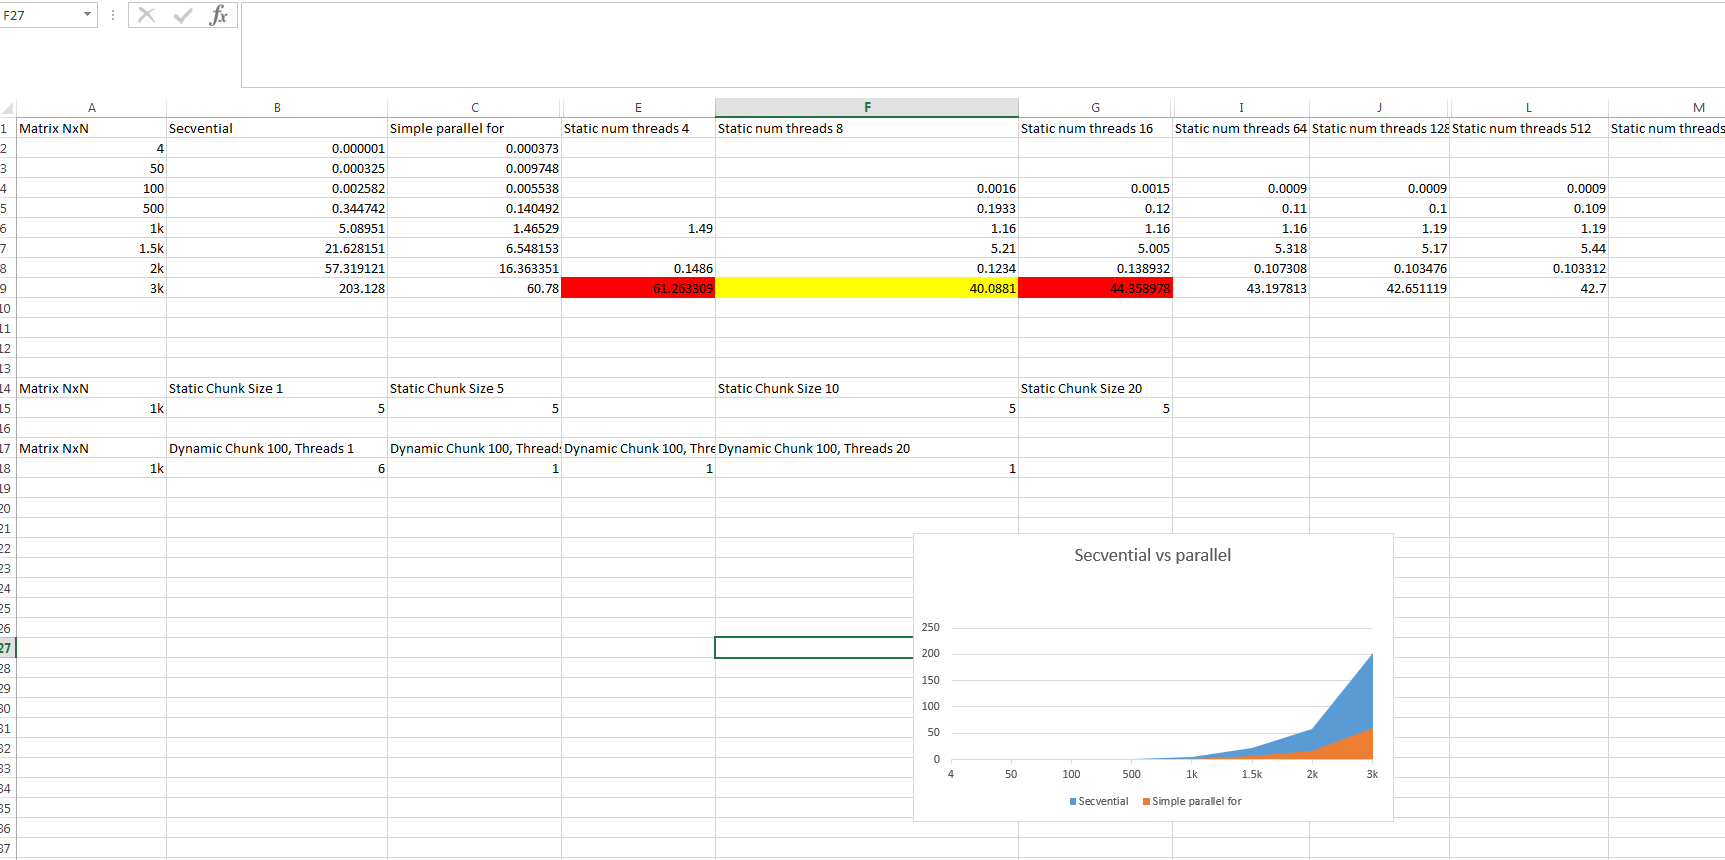 F27 fx
A B C E F G I J L M
1 Matrix NxN Secvential Simple parallel for Static num threads 4 Static num threads 8 Static num threads 16 Static num threads 64 Static num threads 128 Static num threads 512 Static num threads
2 4 0.000001 0.000373
3 50 0.000325 0.009748
4 100 0.002582 0.005538 0.0016 0.0015 0.0009 0.0009 0.0009
5 500 0.344742 0.140492 0.1933 0.12 0.11 0.1 0.109
6 1k 5.08951 1.46529 1.49 1.16 1.16 1.16 1.19 1.19
7 1.5k 21.628151 6.548153 5.21 5.005 5.318 5.17 5.44
8 2k 57.319121 16.363351 0.1486 0.1234 0.138932 0.107308 0.103476 0.103312
9 3k 203.128 60.78 61.263309 40.0881 44.358978 43.197813 42.651119 42.7
10
11
12
13
14 Matrix NxN Static Chunk Size 1 Static Chunk Size 5 Static Chunk Size 10 Static Chunk Size 20
15 1k 5 5 5 5
16
17 Matrix NxN Dynamic Chunk 100, Threads 1 Dynamic Chunk 100, Threads Dynamic Chunk 100, Thre Dynamic Chunk 100, Threads 20
18 1k 6 1 1 1
19
20
21
22
23
24
25
26
27
28
29
30
31
32
33
34
35
36
37
Secvential vs parallel
250
200
150
100
50
0
4 50 100 500 1k 1.5k 2k 3k
Secvential Simple parallel for